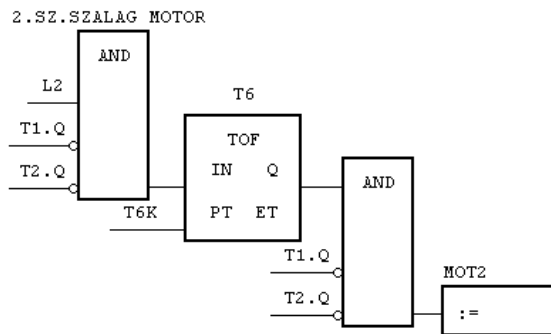 2.SZ.SZALAG MOTOR
AND
L2
T1.Q
T2.Q
T6
TOF
IN Q
T6K
PT ET
AND
T1.Q
T2.Q
MOT2
:=